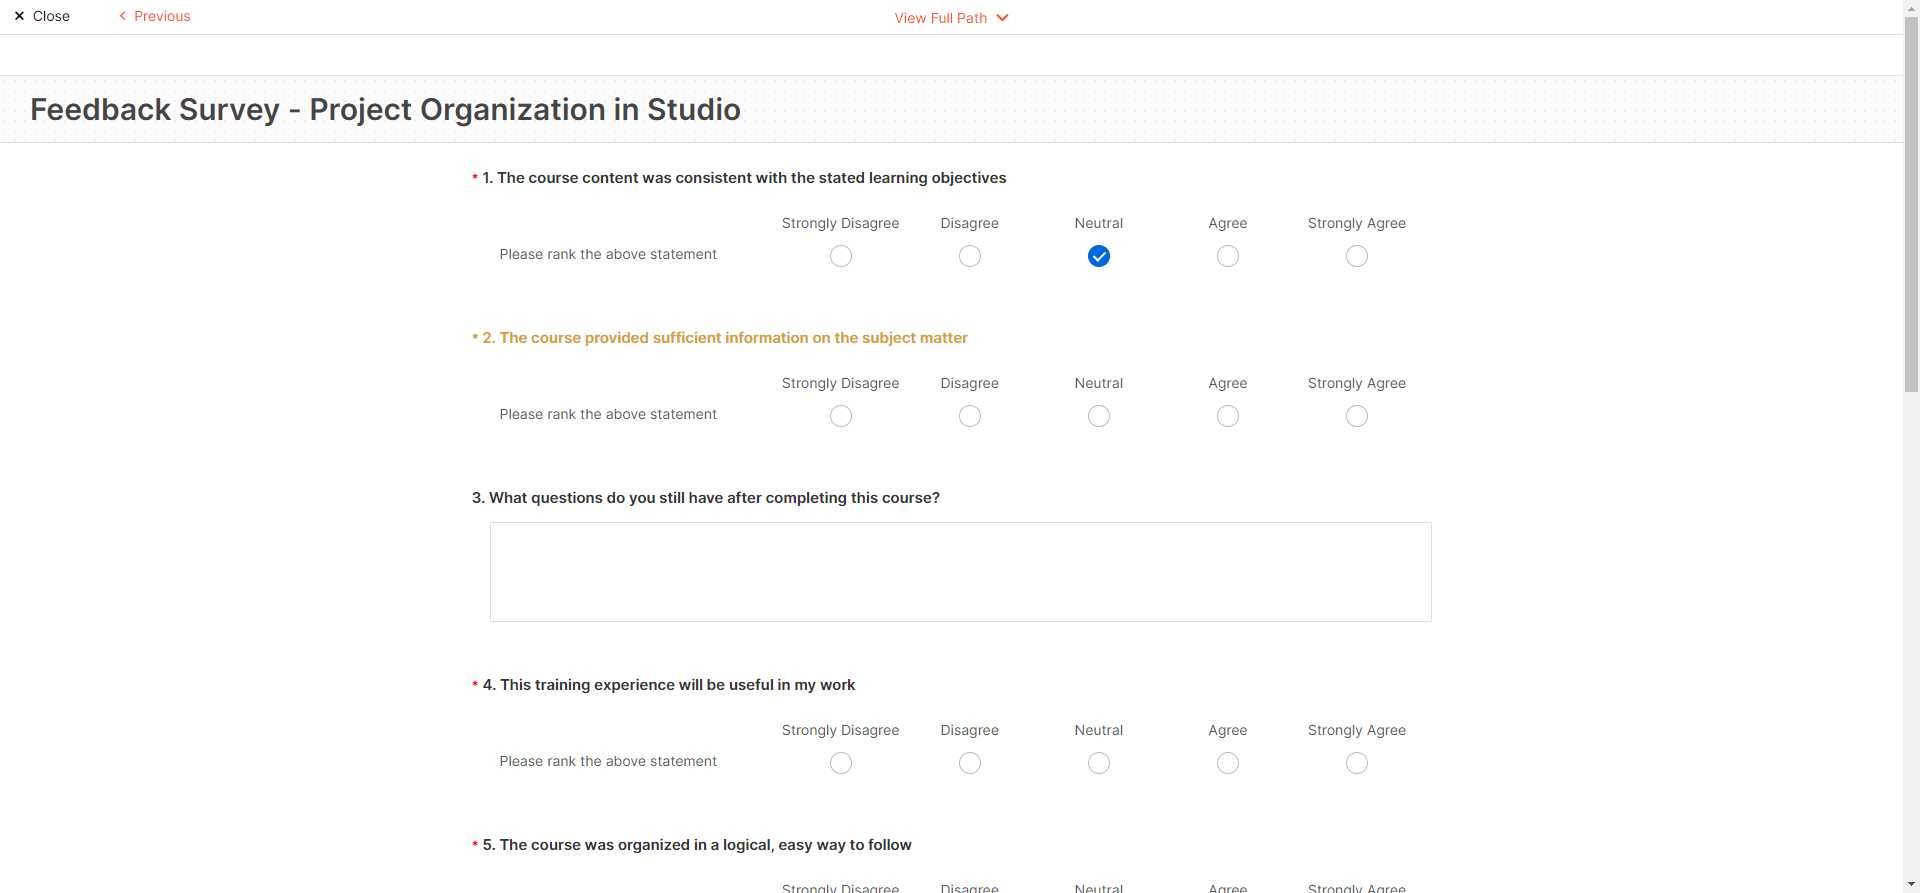 Close
Previous
View Full Path
Feedback Survey - Project Organization in Studio
* 1. The course content was consistent with the stated learning objectives
Strongly Disagree Disagree Neutral Agree Strongly Agree
Please rank the above statement
* 2. The course provided sufficient information on the subject matter
Strongly Disagree Disagree Neutral Agree Strongly Agree
Please rank the above statement
3. What questions do you still have after completing this course?
* 4. This training experience will be useful in my work
Strongly Disagree Disagree Neutral Agree Strongly Agree
Please rank the above statement
* 5. The course was organized in a logical, easy way to follow
Strongly Disagree Disagree Neutral Agree Strongly Agree